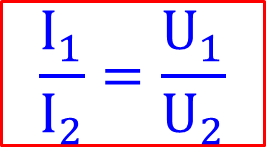 I₁/I₂ = U₁/U₂